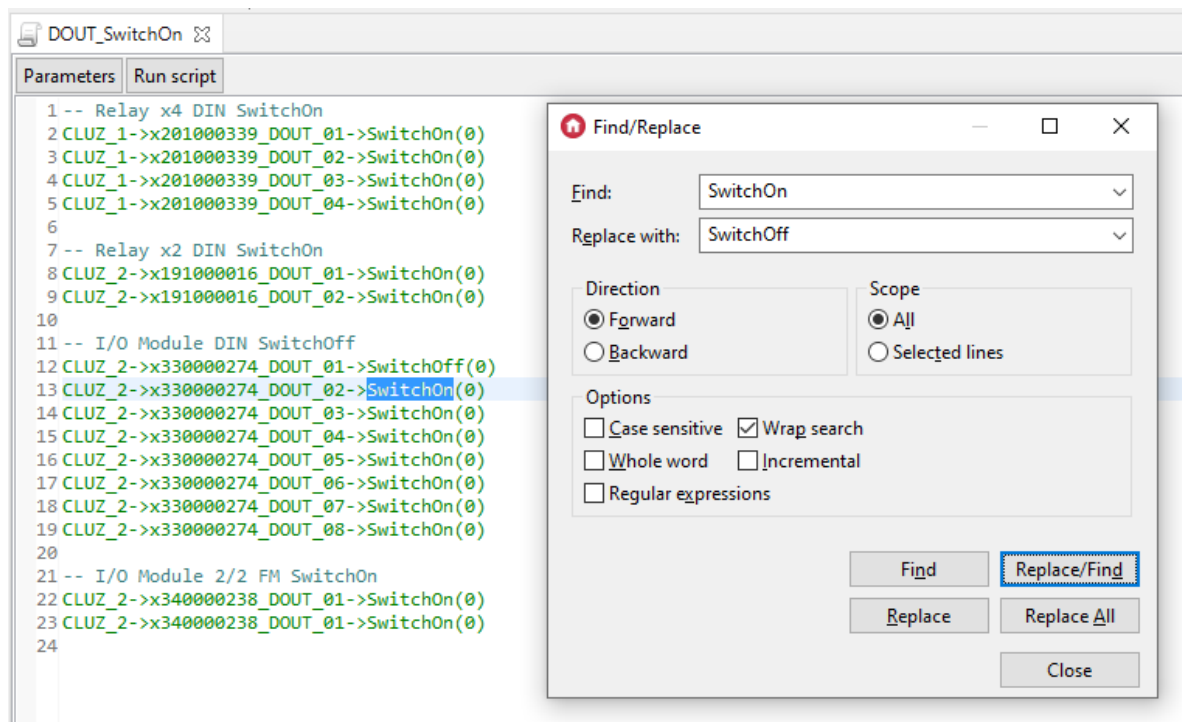 DOUT_SwitchOn
Parameters Run script
1 -- Relay x4 DIN SwitchOn
2 CLUZ_1->x201000339_DOUT_01->SwitchOn(0)
3 CLUZ_1->x201000339_DOUT_02->SwitchOn(0)
4 CLUZ_1->x201000339_DOUT_03->SwitchOn(0)
5 CLUZ_1->x201000339_DOUT_04->SwitchOn(0)
6
7 -- Relay x2 DIN SwitchOn
8 CLUZ_2->x191000016_DOUT_01->SwitchOn(0)
9 CLUZ_2->x191000016_DOUT_02->SwitchOn(0)
10
11 -- I/O Module DIN SwitchOff
12 CLUZ_2->x330000274_DOUT_01->SwitchOff(0)
13 CLUZ_2->x330000274_DOUT_02->SwitchOn(0)
14 CLUZ_2->x330000274_DOUT_03->SwitchOn(0)
15 CLUZ_2->x330000274_DOUT_04->SwitchOn(0)
16 CLUZ_2->x330000274_DOUT_05->SwitchOn(0)
17 CLUZ_2->x330000274_DOUT_06->SwitchOn(0)
18 CLUZ_2->x330000274_DOUT_07->SwitchOn(0)
19 CLUZ_2->x330000274_DOUT_08->SwitchOn(0)
20
21 -- I/O Module 2/2 FM SwitchOn
22 CLUZ_2->x340000238_DOUT_01->SwitchOn(0)
23 CLUZ_2->x340000238_DOUT_01->SwitchOn(0)
24
Find/Replace
Find: SwitchOn
Replace with: SwitchOff
Direction
Forward
Backward
Scope
All
Selected lines
Options
Case sensitive Wrap search
Whole word Incremental
Regular expressions
Find Replace/Find
Replace Replace All
Close